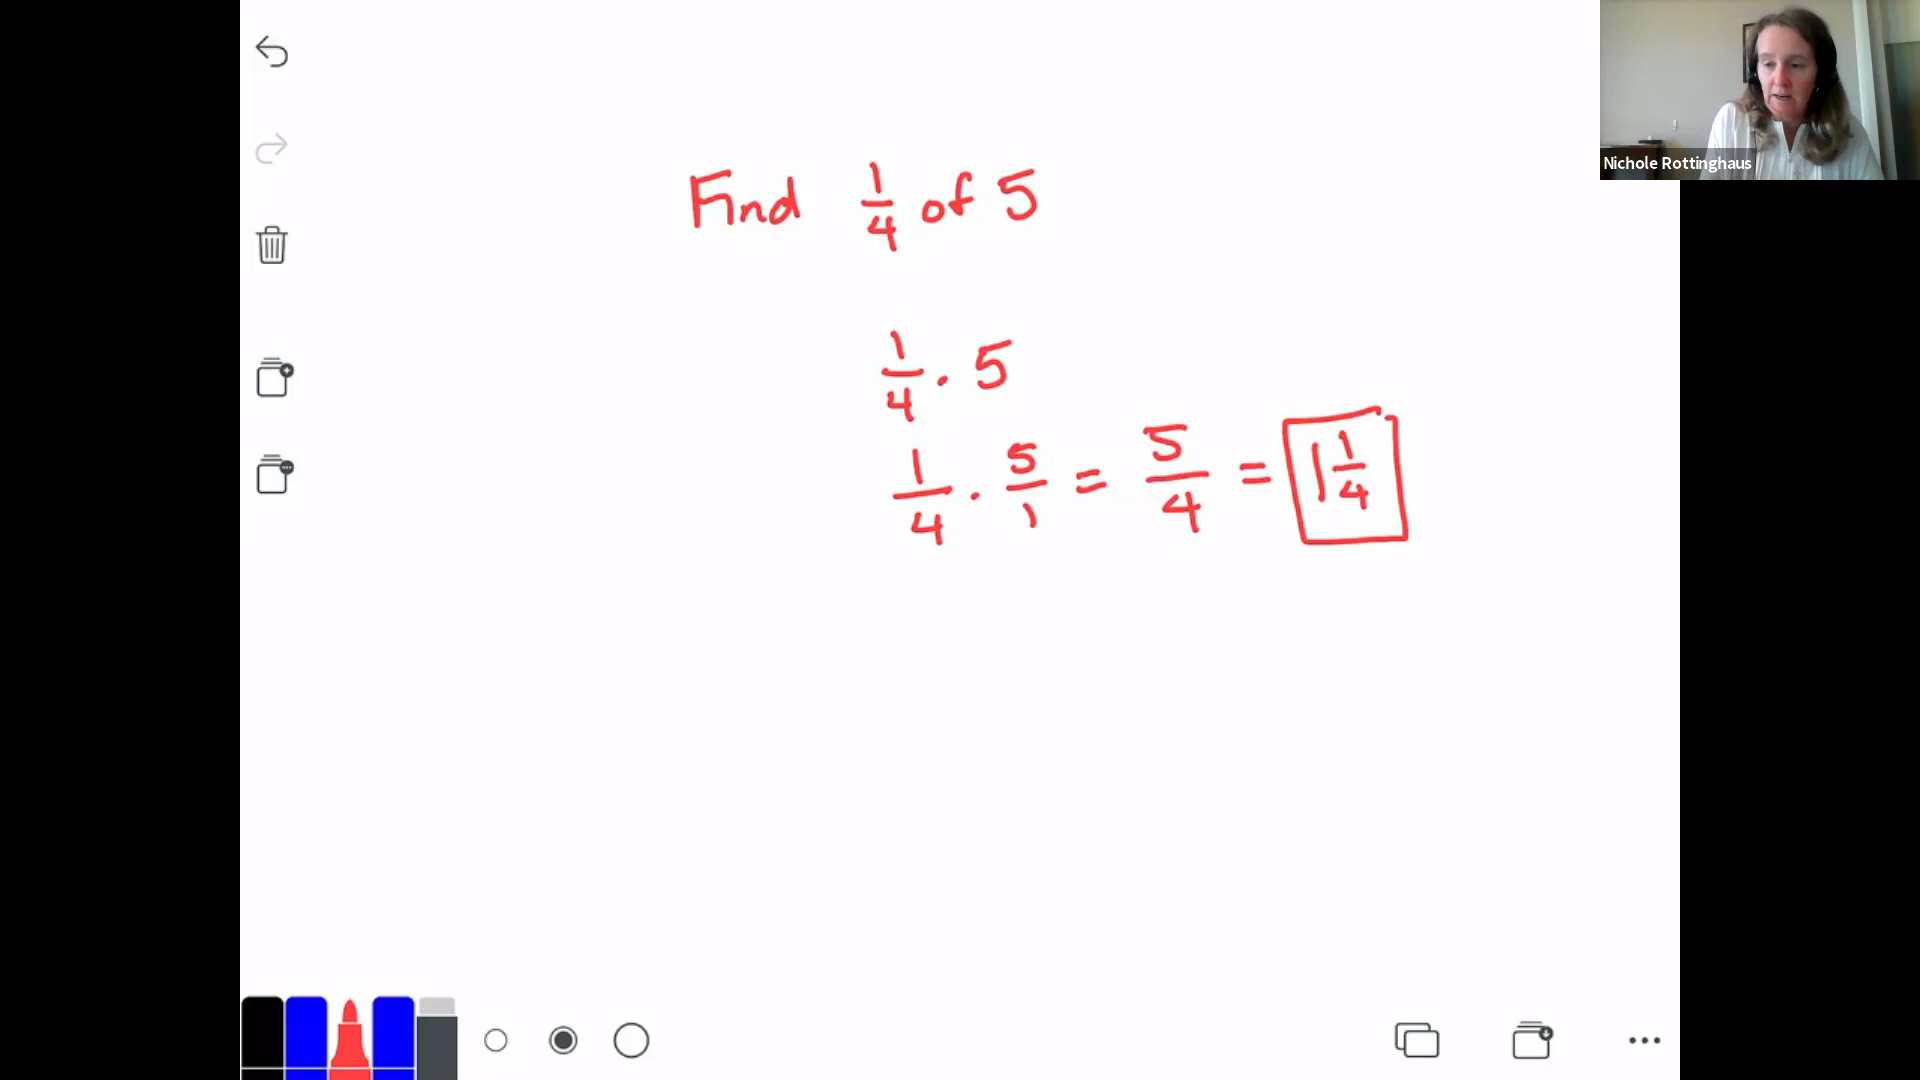 Nichole Rottinghaus
Find 1/4 of 5
1/4 · 5
1/4 · 5/1 = 5/4 = 1 1/4